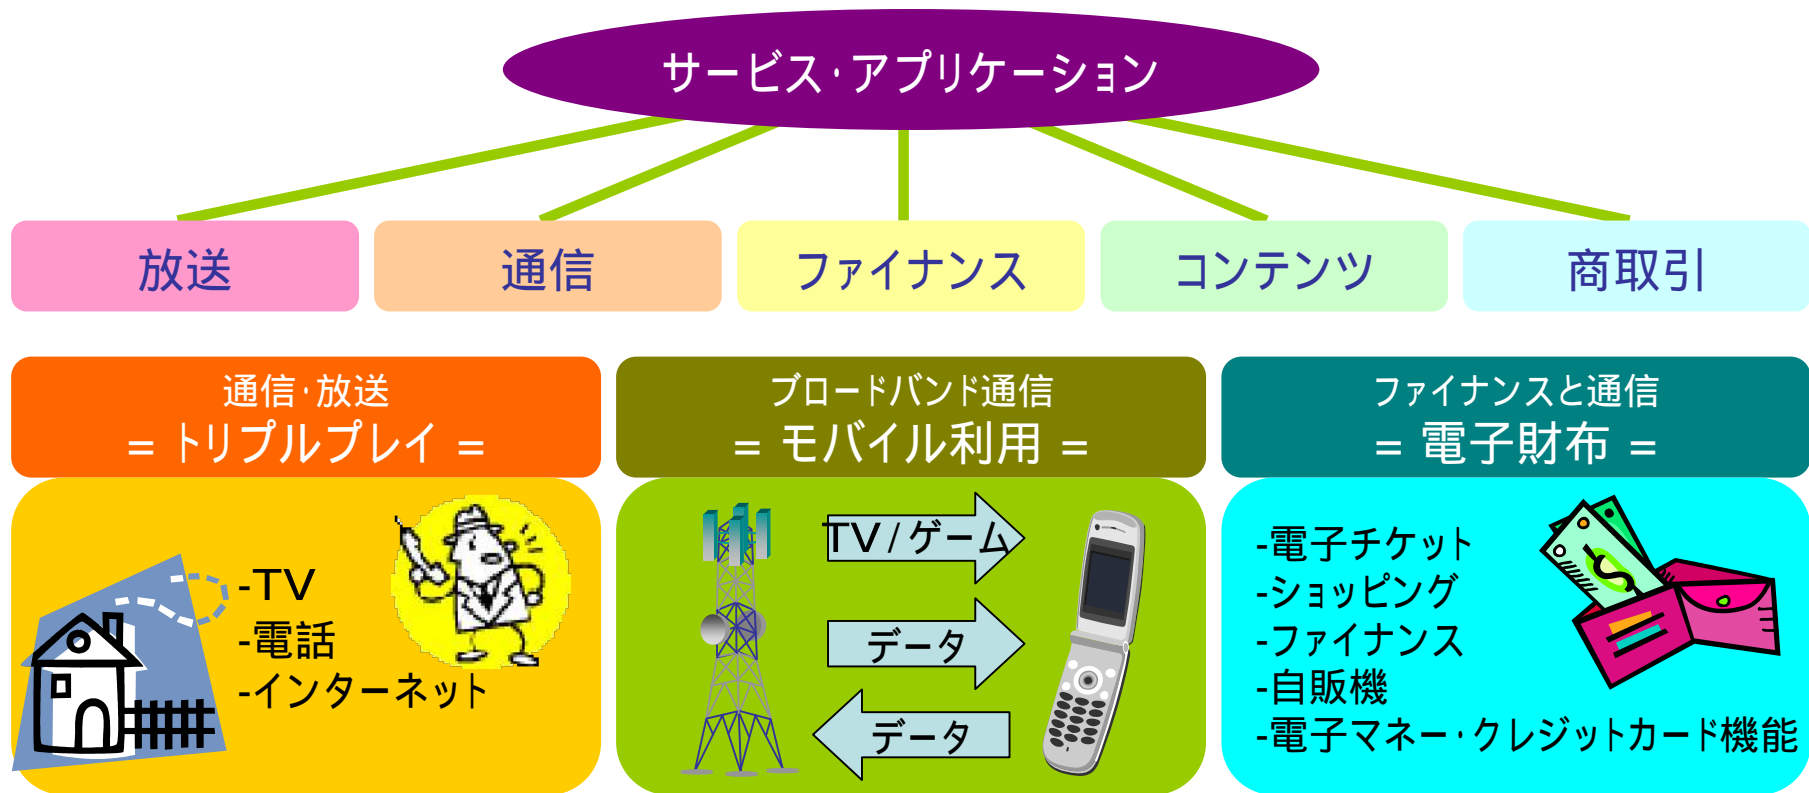 サービス・アプリケーション
放送
通信
ファイナンス
コンテンツ
商取引
通信・放送
= トリプルプレイ =
-TV
-電話
-インターネット
ブロードバンド通信
= モバイル利用 =
TV/ゲーム
データ
データ
ファイナンスと通信
= 電子財布 =
-電子チケット
-ショッピング
-ファイナンス
-自販機
-電子マネー・クレジットカード機能
$